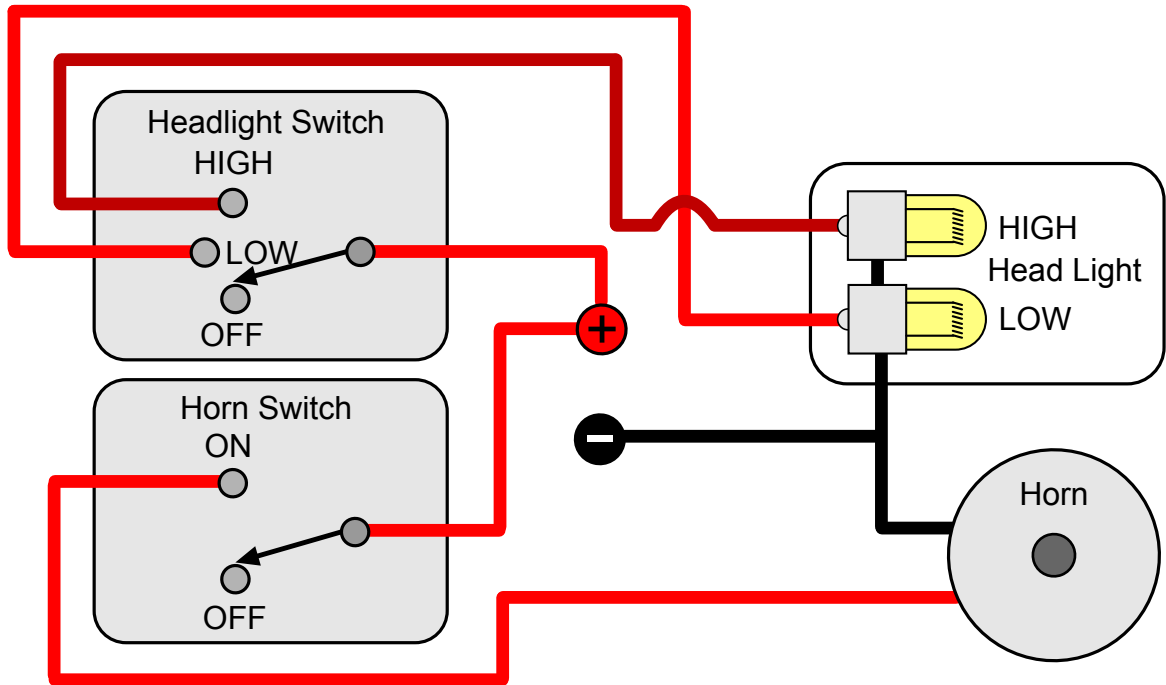 Headlight Switch
HIGH
LOW
OFF
+
-
HIGH
Head Light
LOW
Horn Switch
ON
OFF
Horn